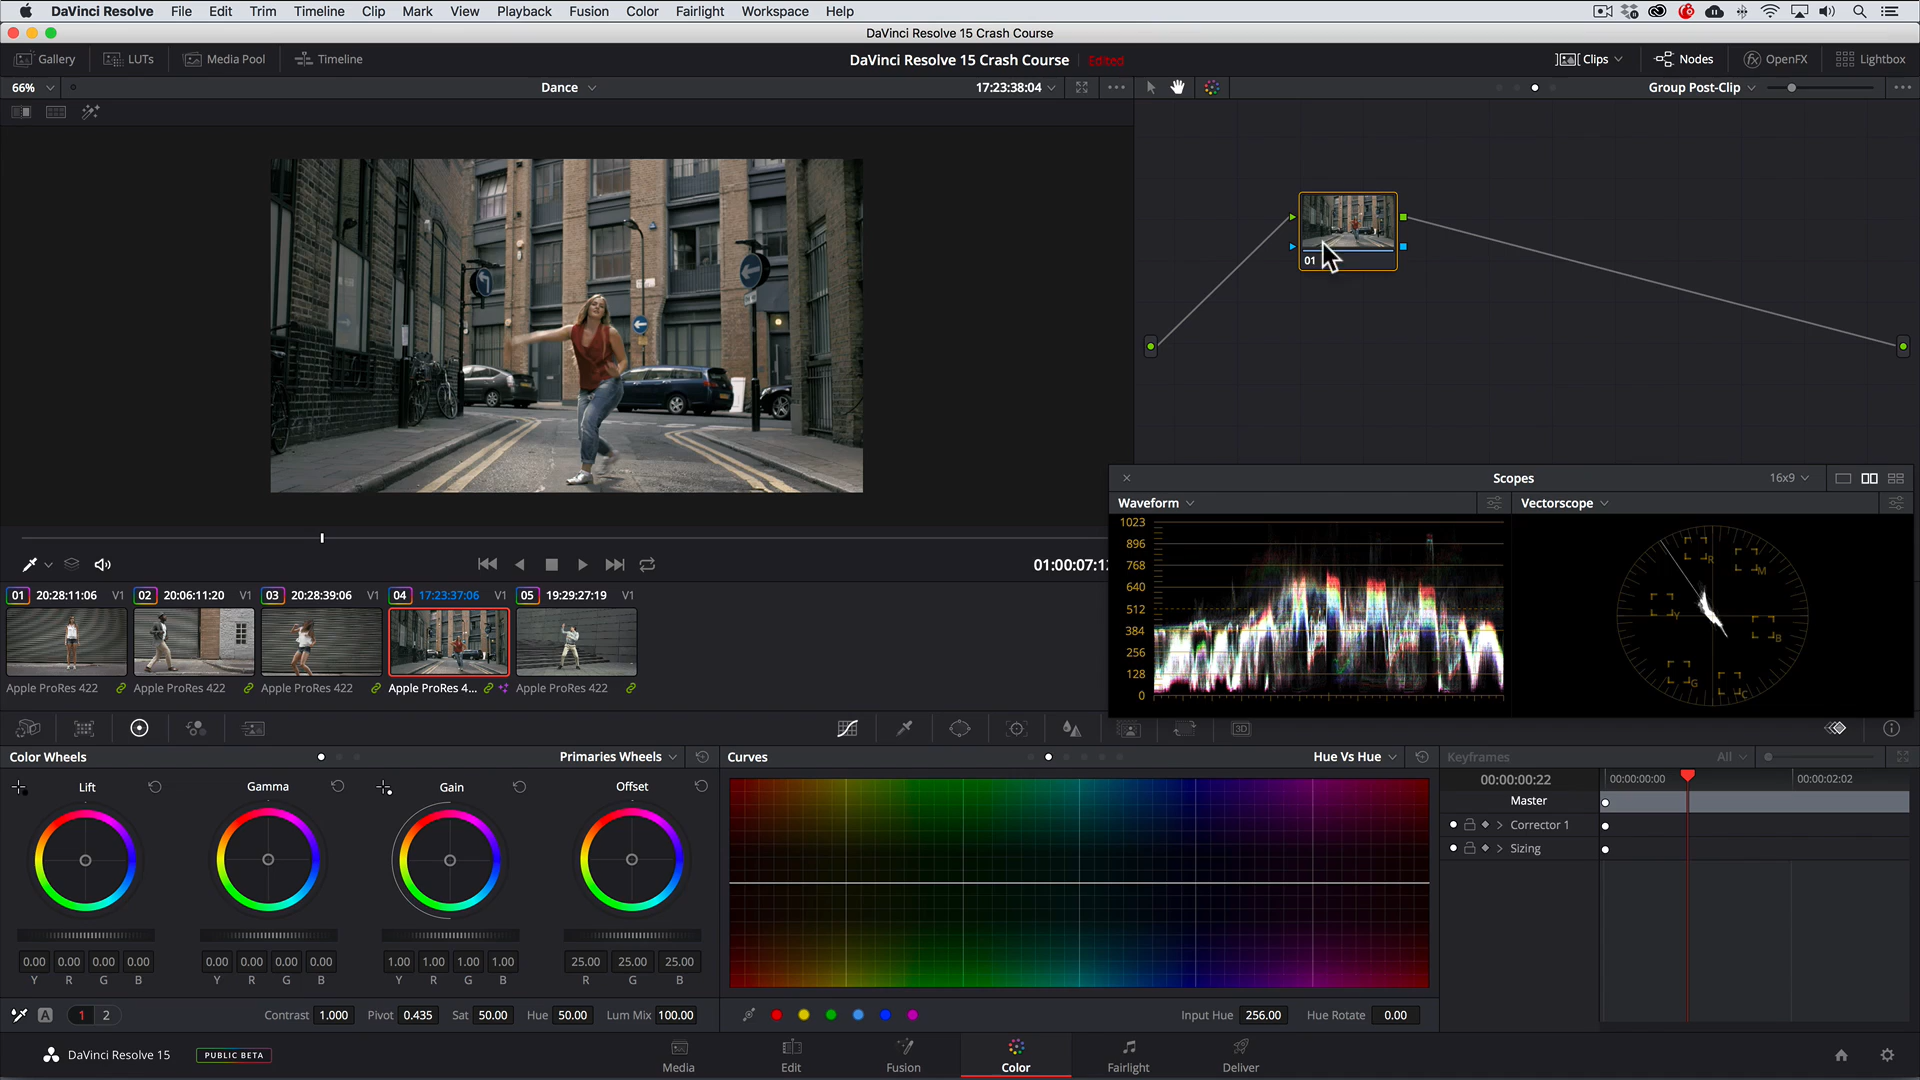 DaVinci Resolve File Edit Trim Timeline Clip Mark View Playback Fusion Color Fairlight Workspace Help
DaVinci Resolve 15 Crash Course
Gallery LUTs Media Pool Timeline DaVinci Resolve 15 Crash Course Edited Clips Nodes OpenFX Lightbox
66% Dance 17:23:38:04 Group Post-Clip
01
Scopes 16x9
Waveform Vectorscope
1023
896
768
640
512
384
256
128
0
R
M
Y
B
G
C
01:00:07:1
01 20:28:11:06 V1 02 20:06:11:20 V1 03 20:28:39:06 V1 04 17:23:37:06 V1 05 19:29:27:19 V1
Apple ProRes 422 Apple ProRes 422 Apple ProRes 422 Apple ProRes 4... Apple ProRes 422
3D
Color Wheels Primaries Wheels Curves Hue Vs Hue Keyframes All
Lift Gamma Gain Offset
00:00:00:22 00:00:00:00 00:00:02:02
Master
Corrector 1
Sizing
0.00 0.00 0.00 0.00 0.00 0.00 0.00 0.00 1.00 1.00 1.00 1.00 25.00 25.00 25.00
Y R G B Y R G B Y R G B R G B
A 1 2 Contrast 1.000 Pivot 0.435 Sat 50.00 Hue 50.00 Lum Mix 100.00 Input Hue 256.00 Hue Rotate 0.00
DaVinci Resolve 15 PUBLIC BETA
Media Edit Fusion Color Fairlight Deliver